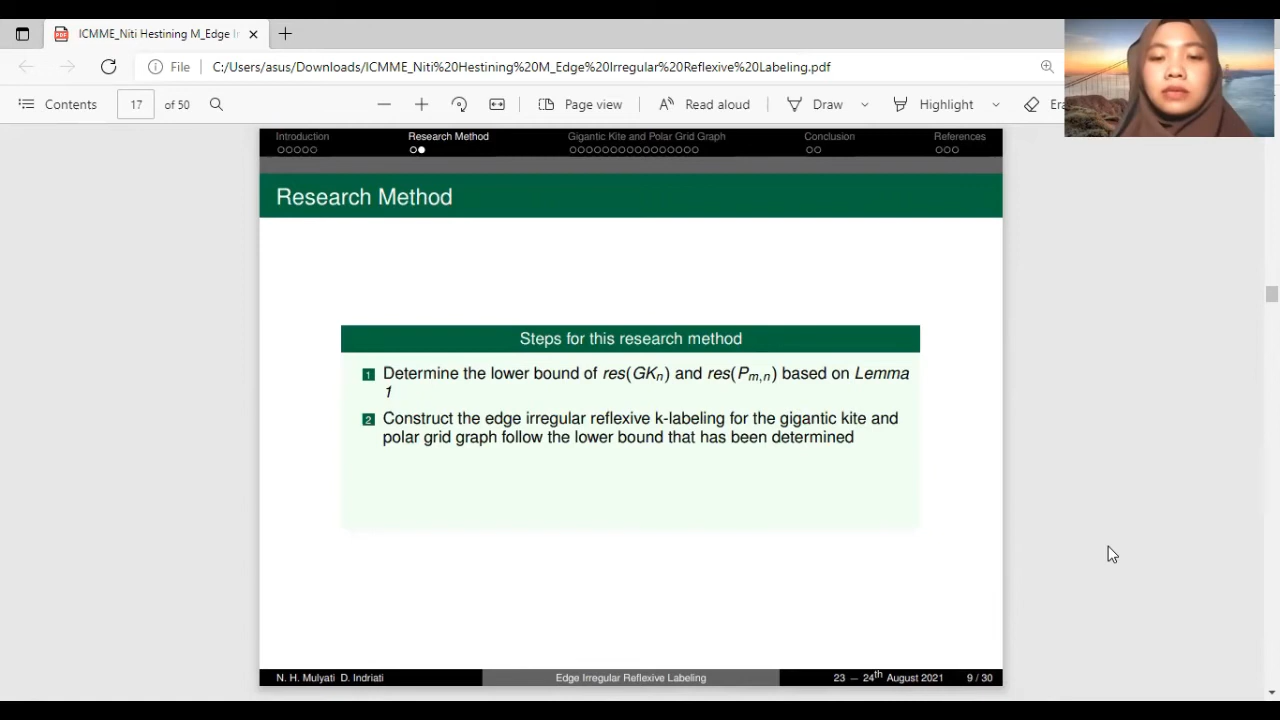 ICMME_Niti Hestining M_Edge I
File
C:/Users/asus/Downloads/ICMME_Niti%20Hestining%20M_Edge%20Irregular%20Reflexive%20Labeling.pdf
Contents
17
of 50
Page view
Read aloud
Draw
Highlight
Era
Introduction
Research Method
Gigantic Kite and Polar Grid Graph
Conclusion
References
Research Method
Steps for this research method
1 Determine the lower bound of res(GKn) and res(Pm,n) based on Lemma
1
2 Construct the edge irregular reflexive k-labeling for the gigantic kite and
polar grid graph follow the lower bound that has been determined
N. H. Mulyati D. Indriati
Edge Irregular Reflexive Labeling
23 – 24th August 2021
9 / 30